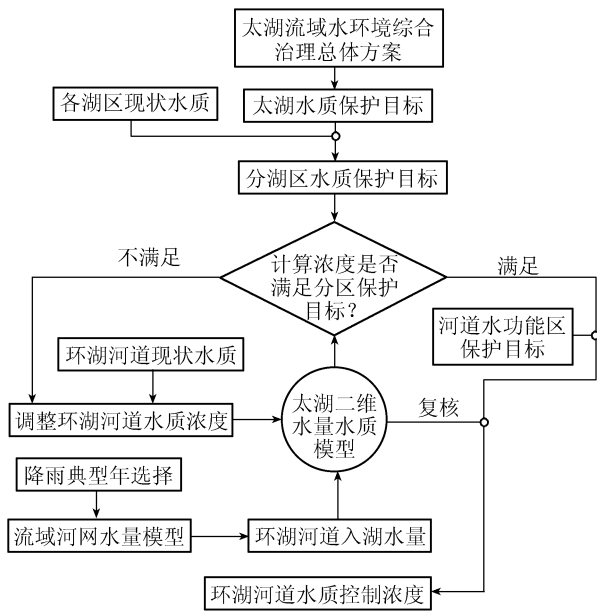 太湖流域水环境综合
治理总体方案
各湖区现状水质
太湖水质保护目标
分湖区水质保护目标
不满足
计算浓度是否
满足分区保护
目标？
满足
河道水功能区
保护目标
环湖河道现状水质
调整环湖河道水质浓度
太湖二维
水量水质
模型
复核
降雨典型年选择
流域河网水量模型
环湖河道入湖水量
环湖河道水质控制浓度